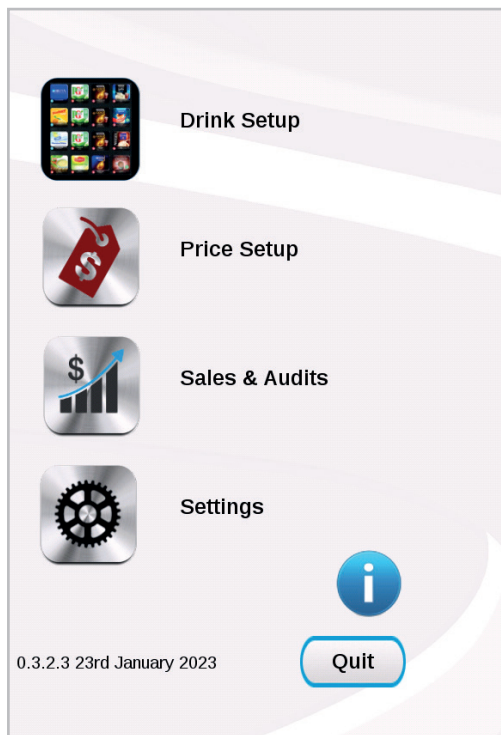 Drink Setup
$
Price Setup
$
Sales & Audits
Settings
i
0.3.2.3 23rd January 2023
Quit